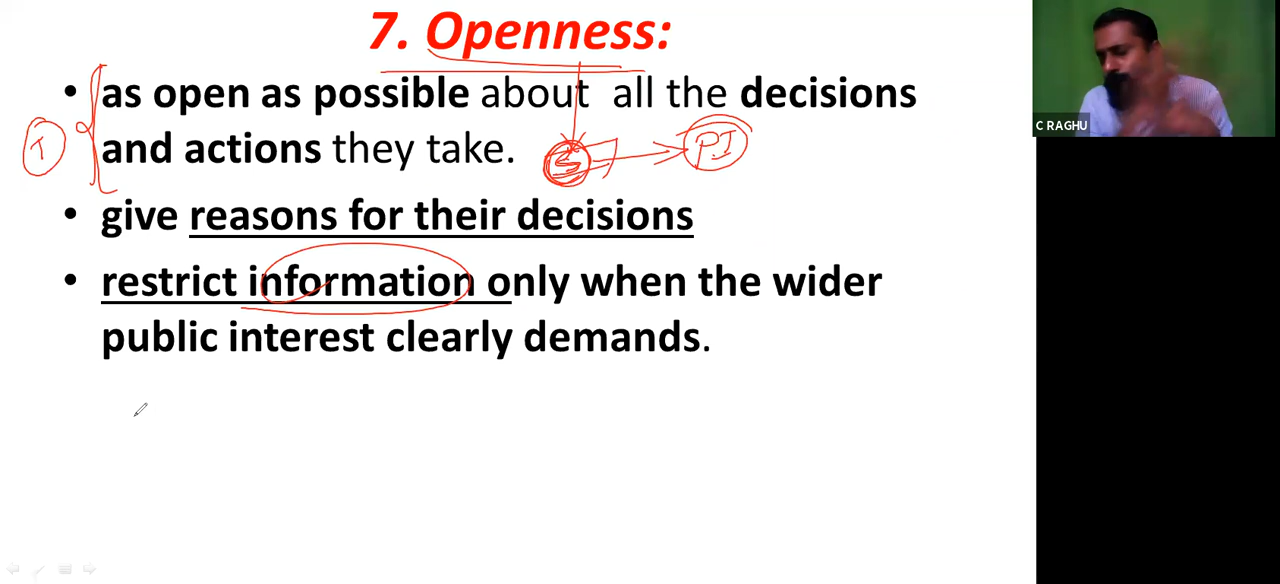 7. Openness:
• as open as possible about all the decisions
and actions they take.
T
S
PI
• give reasons for their decisions
• restrict information only when the wider
public interest clearly demands.
C RAGHU